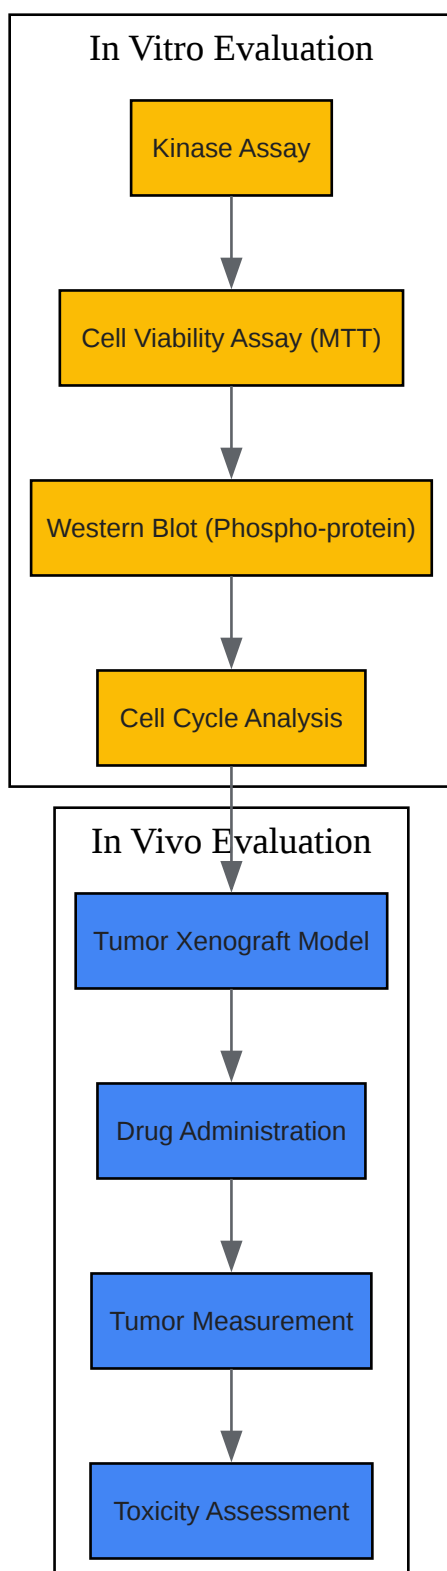 In Vitro Evaluation
Kinase Assay
Cell Viability Assay (MTT)
Western Blot (Phospho-protein)
Cell Cycle Analysis
In Vivo Evaluation
Tumor Xenograft Model
Drug Administration
Tumor Measurement
Toxicity Assessment